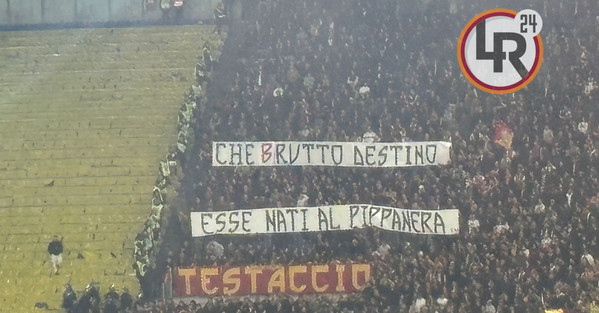 LR
24
CHE BRUTTO DESTINO
ESSE NATI AL PIPPANERA..
TESTACCIO